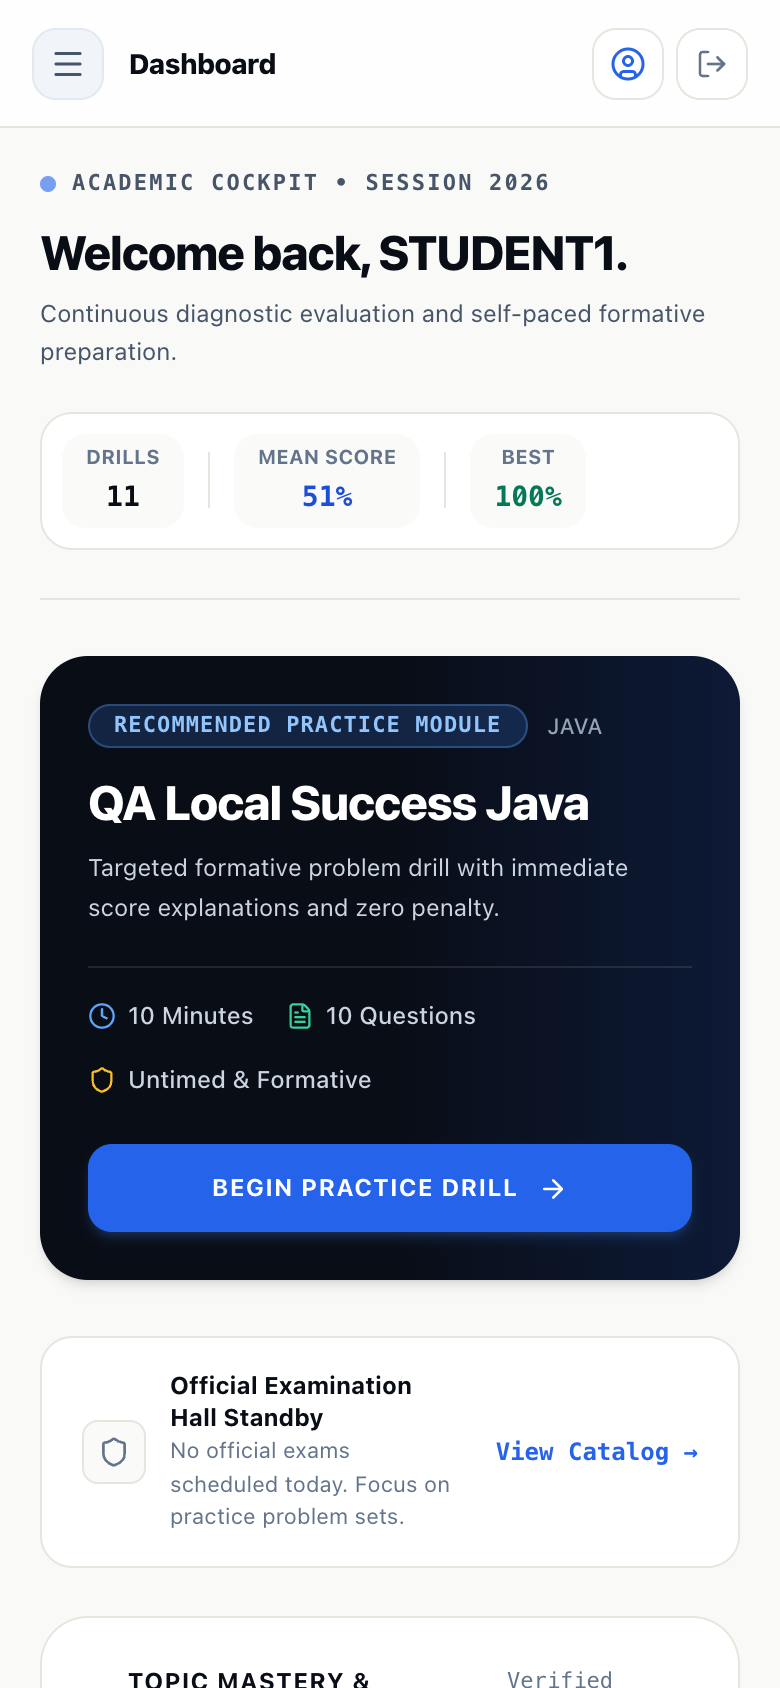 Dashboard
ACADEMIC COCKPIT • SESSION 2026
Welcome back, STUDENT1.
Continuous diagnostic evaluation and self-paced formative
preparation.
DRILLS
11
MEAN SCORE
51%
BEST
100%
RECOMMENDED PRACTICE MODULE
JAVA
QA Local Success Java
Targeted formative problem drill with immediate
score explanations and zero penalty.
10 Minutes
10 Questions
Untimed & Formative
BEGIN PRACTICE DRILL →
Official Examination
Hall Standby
No official exams
scheduled today. Focus on
practice problem sets.
View Catalog →
TOPIC MASTERY &
Verified